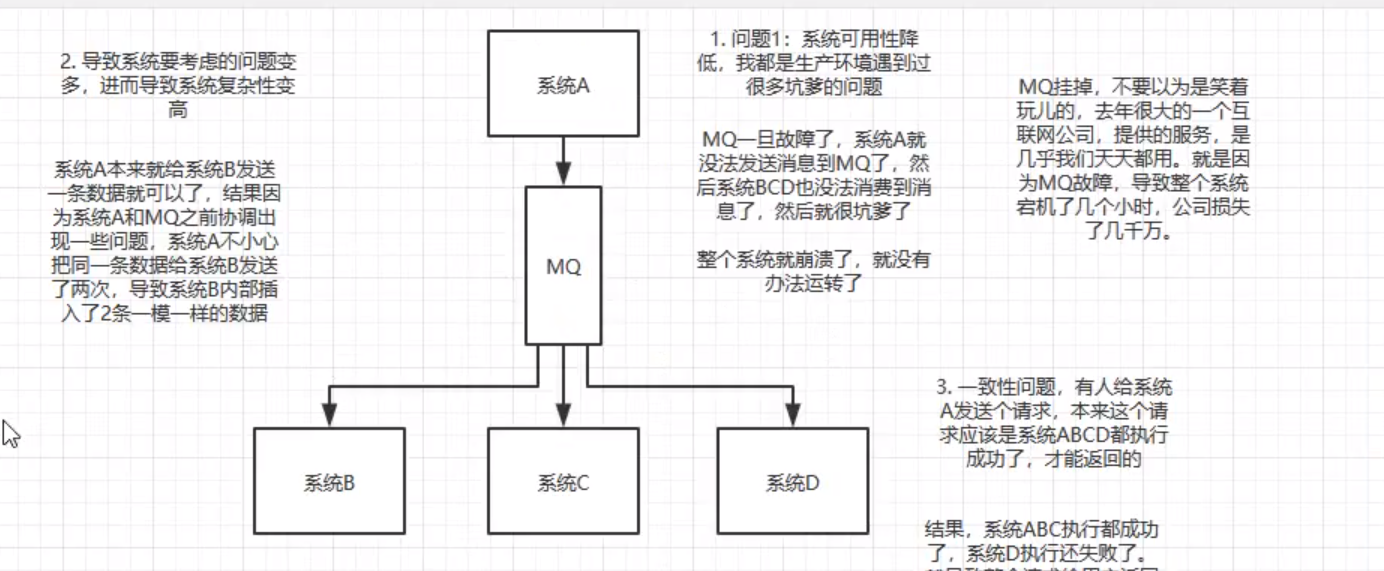 2. 导致系统要考虑的问题变
多，进而导致系统复杂性变
高
系统A本来就给系统B发送
一条数据就可以了，结果因
为系统A和MQ之前协调出
现一些问题，系统A不小心
把同一条数据给系统B发送
了两次，导致系统B内部插
入了2条一模一样的数据
系统A
MQ
系统B
系统C
系统D
1. 问题1：系统可用性降
低，我都是生产环境遇到过
很多坑爹的问题
MQ一旦故障了，系统A就
没法发送消息到MQ了，然
后系统BCD也没法消费到消
息了，然后就很坑爹了
整个系统就崩溃了，就没有
办法运转了
MQ挂掉，不要以为是笑着
玩儿的，去年很大的一个互
联网公司，提供的服务，是
几乎我们天天都用。就是因
为MQ故障，导致整个系统
宕机了几个小时，公司损失
了几千万。
3. 一致性问题，有人给系统
A发送个请求，本来这个请
求应该是系统ABCD都执行
成功了，才能返回的
结果，系统ABC执行都成功
了，系统D执行还失败了。